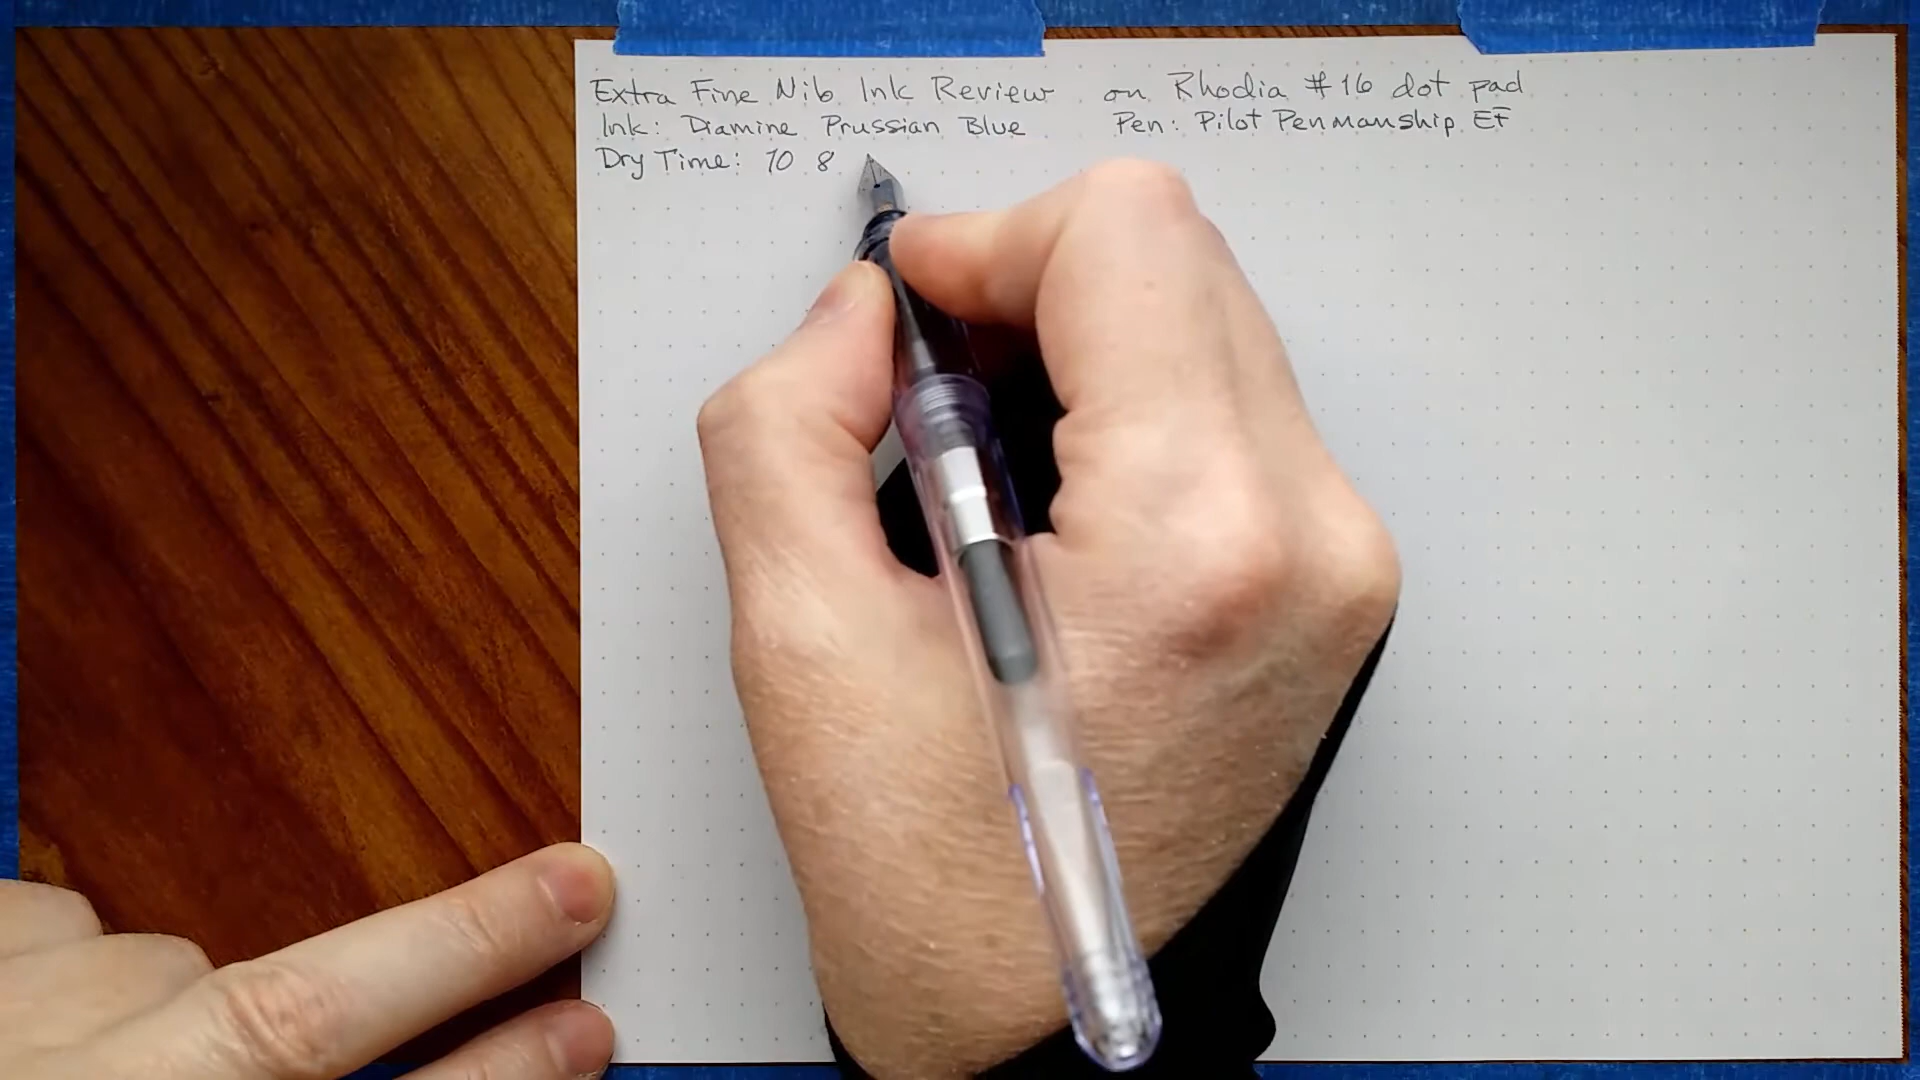 Extra Fine Nib Ink Review on Rhodia #16 dot pad
Ink: Diamine Prussian Blue Pen: Pilot Penmanship EF
Dry Time: 10 8